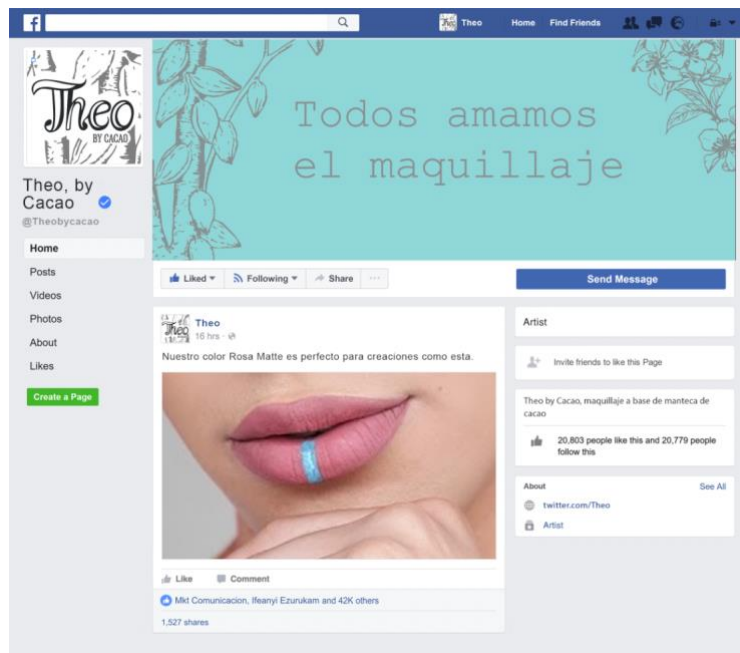 f
Theo
Home
Find Friends
Theo
BY CACAO
Todos amamos
el maquillaje
Theo, by
Cacao
@Theobycacao
Home
Posts
Videos
Photos
About
Likes
Create a Page
Liked
Following
Share
Send Message
Theo
Theo
16 hrs
Nuestro color Rosa Matte es perfecto para creaciones como esta.
Like
Comment
Mkt Comunicacion, Ifeanyi Ezurukam and 42K others
1,527 shares
Artist
Invite friends to like this Page
Theo by Cacao, maquillaje a base de manteca de
cacao
20,803 people like this and 20,779 people
follow this
About
See All
twitter.com/Theo
Artist